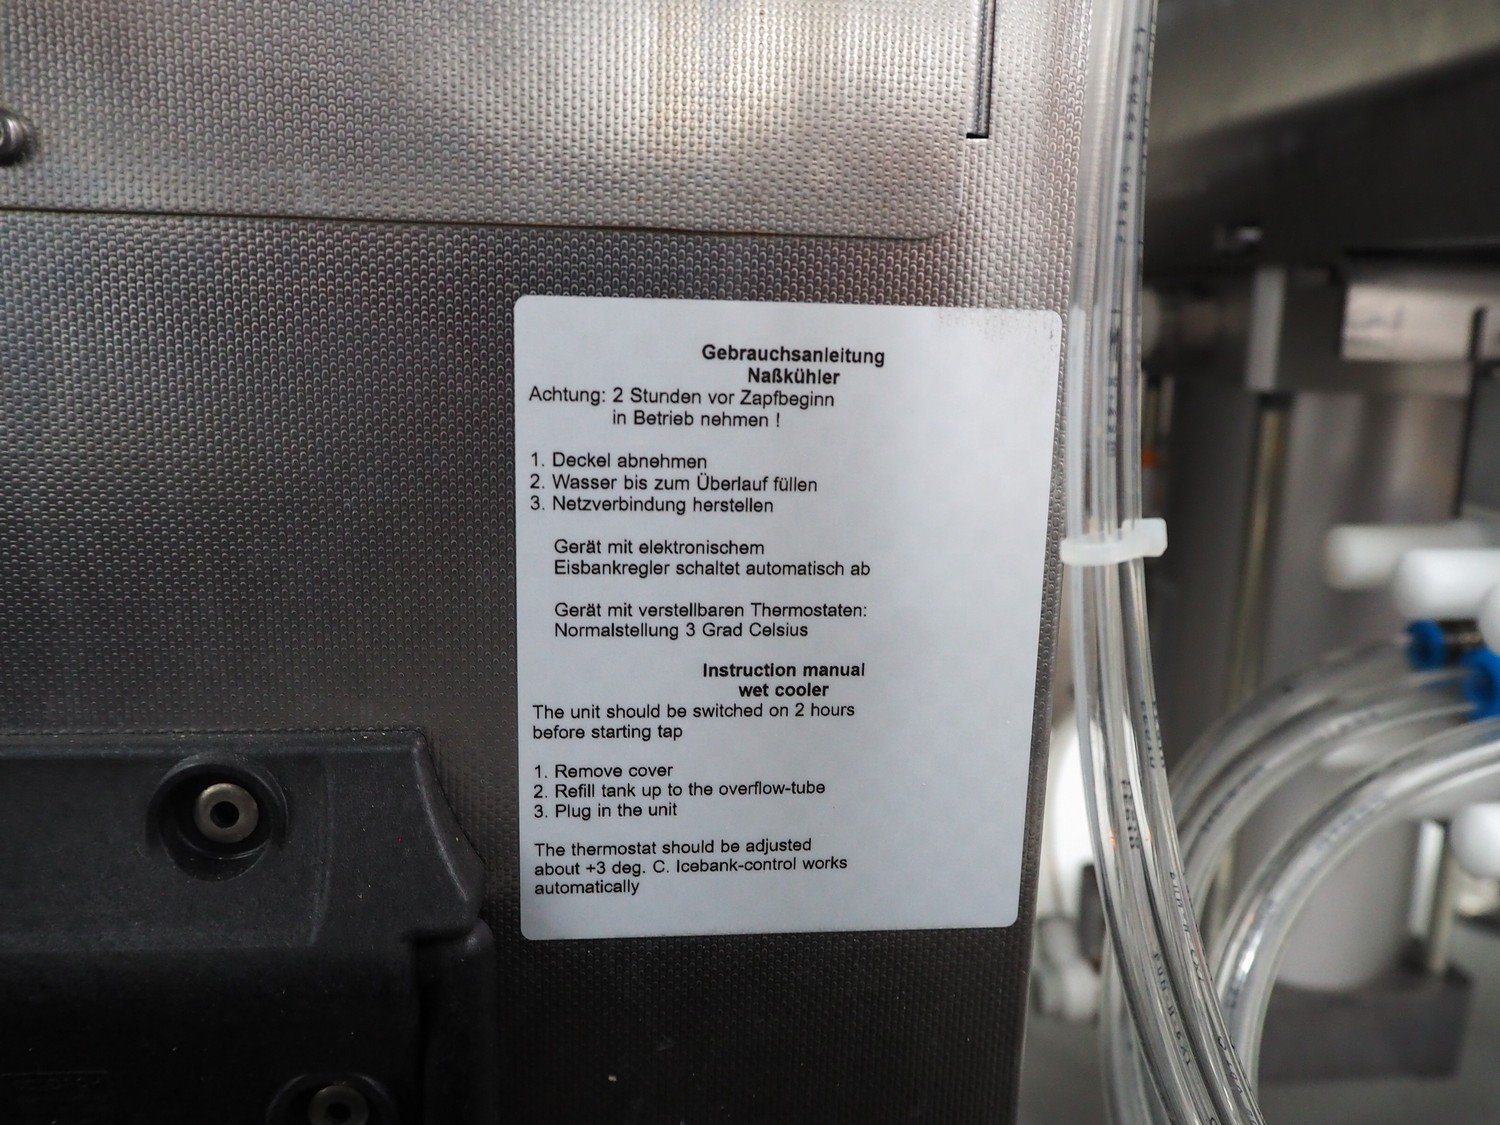 Gebrauchsanleitung
Naßkühler
Achtung: 2 Stunden vor Zapfbeginn
in Betrieb nehmen !
1. Deckel abnehmen
2. Wasser bis zum Überlauf füllen
3. Netzverbindung herstellen
Gerät mit elektronischem
Eisbankregler schaltet automatisch ab
Gerät mit verstellbaren Thermostaten:
Normalstellung 3 Grad Celsius
Instruction manual
wet cooler
The unit should be switched on 2 hours
before starting tap
1. Remove cover
2. Refill tank up to the overflow-tube
3. Plug in the unit
The thermostat should be adjusted
about +3 deg. C. Icebank-control works
automatically